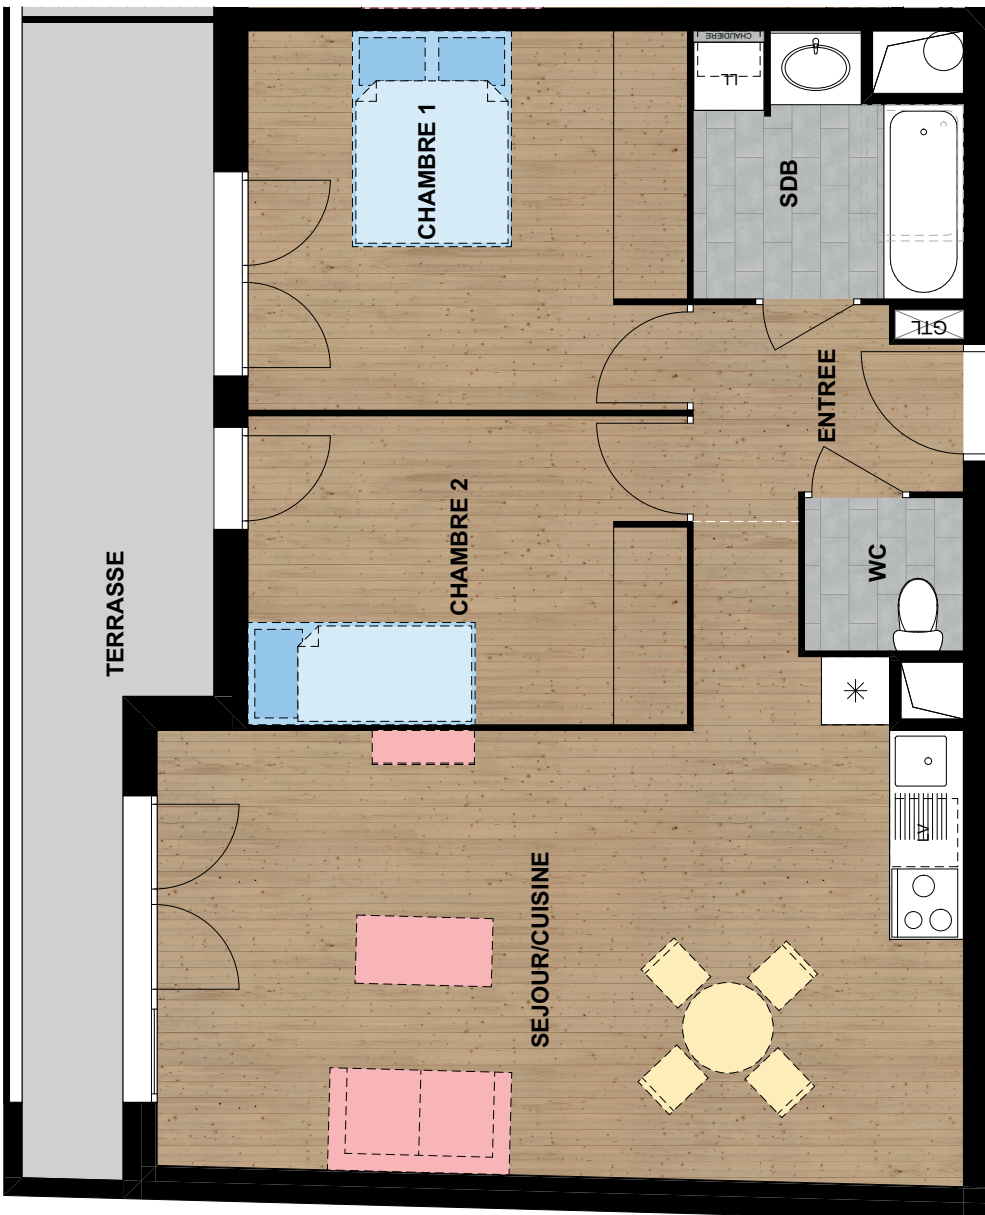 CHAUDIERE
LL
CHAMBRE 1
SDB
GTL
ENTREE
CHAMBRE 2
WC
TERRASSE
LV
SEJOUR/CUISINE